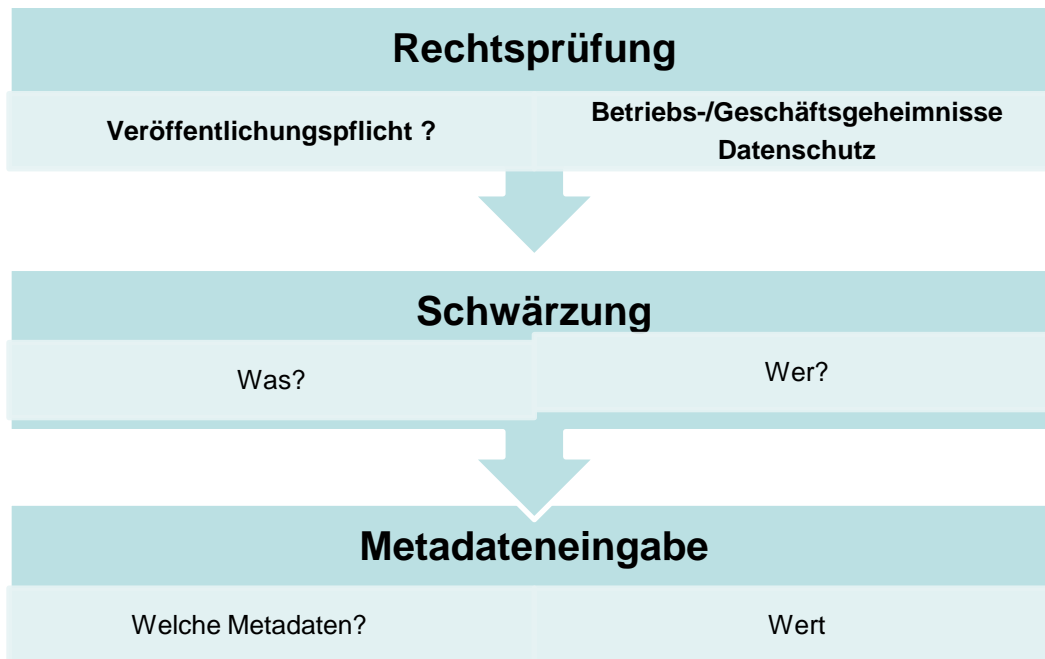 Rechtsprüfung
Veröffentlichungspflicht ?
Betriebs-/Geschäftsgeheimnisse
Datenschutz
Schwärzung
Was?
Wer?
Metadateneingabe
Welche Metadaten?
Wert